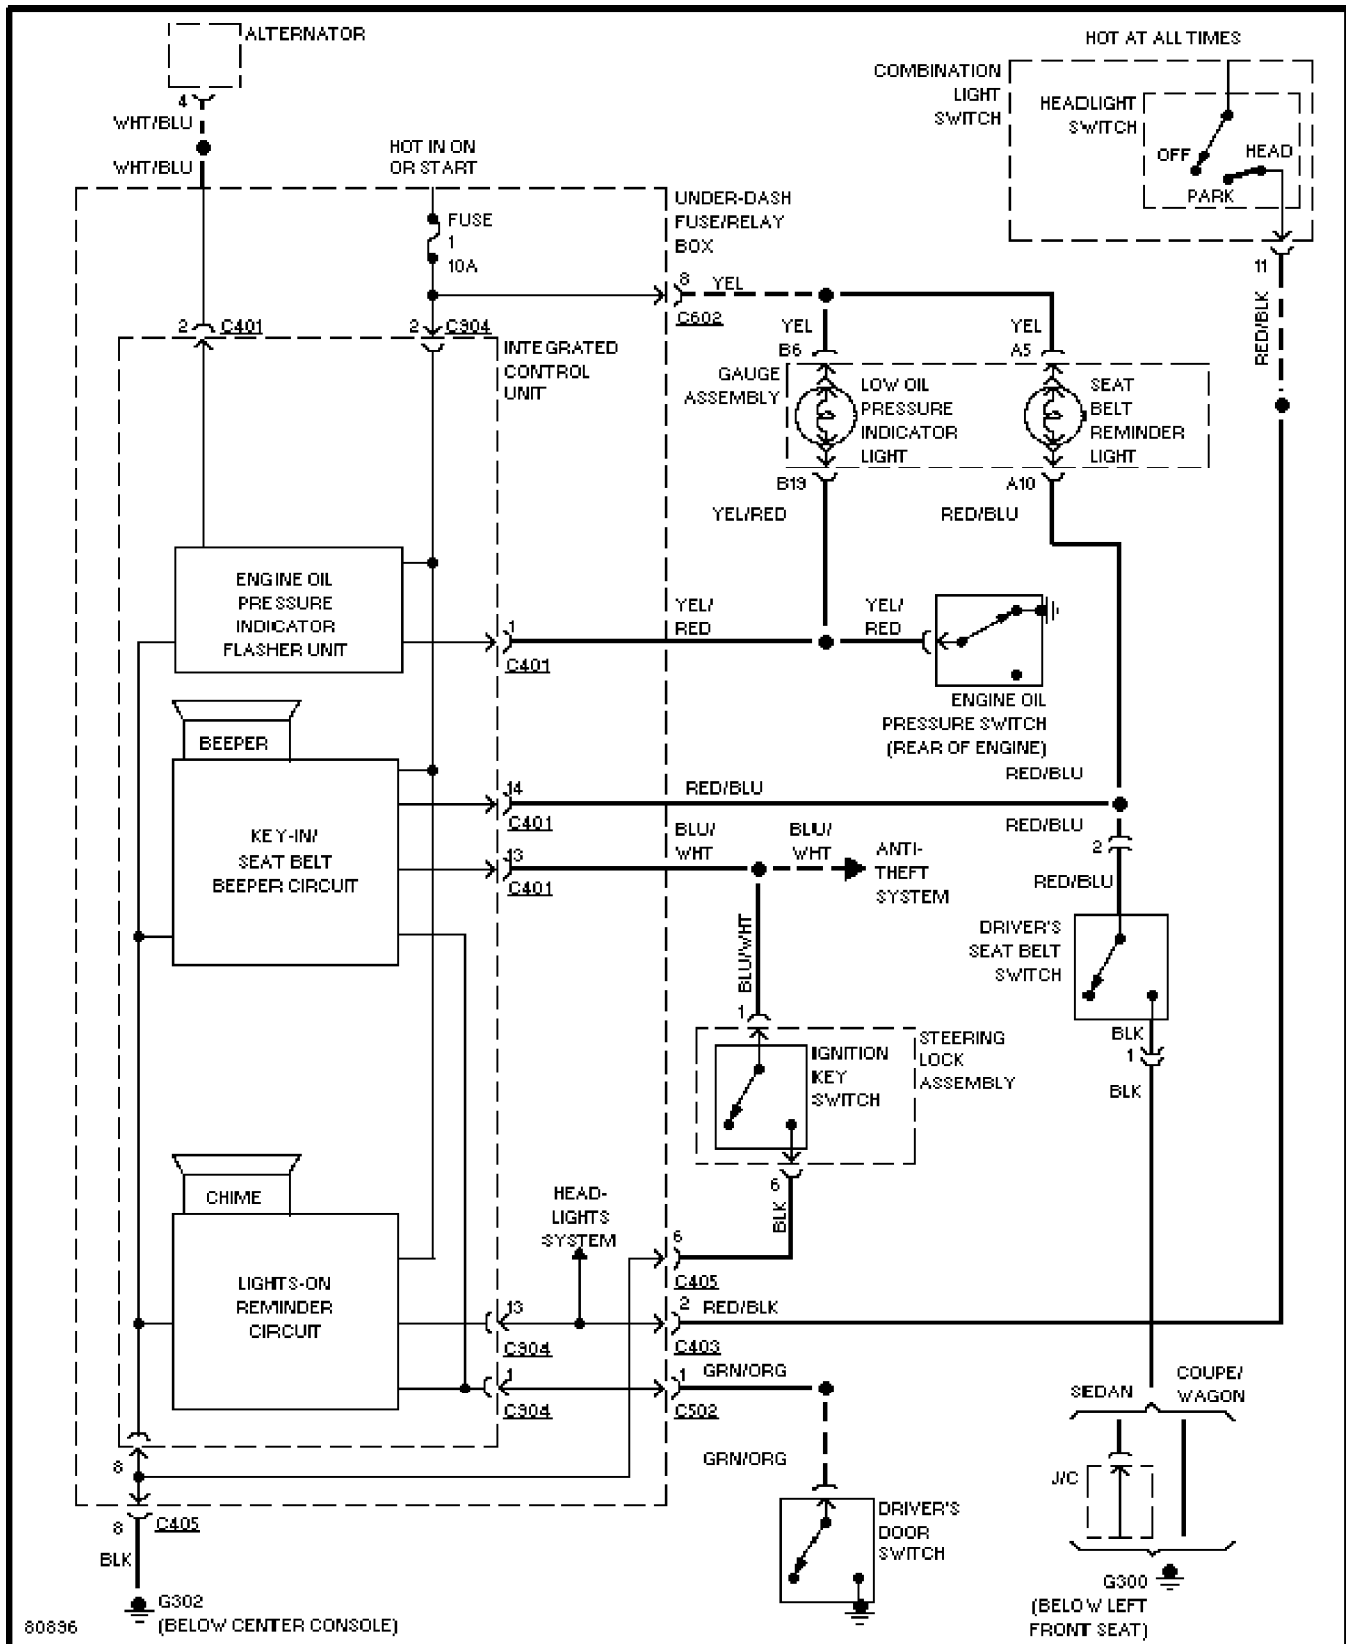 ALTERNATOR
4
WHT/BLU
WHT/BLU
HOT IN ON
OR START
FUSE
1
10A
UNDER-DASH
FUSE/RELAY
BOX
HOT AT ALL TIMES
COMBINATION
LIGHT
SWITCH
HEADLIGHT
SWITCH
OFF
HEAD
PARK
11
RED/BLK
8
YEL
C602
2
C401
2
C904
INTEGRATED
CONTROL
UNIT
YEL
B6
YEL
A5
GAUGE
ASSEMBLY
LOW OIL
PRESSURE
INDICATOR
LIGHT
SEAT
BELT
REMINDER
LIGHT
B19
A10
YEL/RED
RED/BLU
ENGINE OIL
PRESSURE
INDICATOR
FLASHER UNIT
1
C401
YEL/
RED
YEL/
RED
ENGINE OIL
PRESSURE SWITCH
(REAR OF ENGINE)
BEEPER
KEY-IN/
SEAT BELT
BEEPER CIRCUIT
14
C401
RED/BLU
RED/BLU
RED/BLU
2
RED/BLU
13
C401
BLU/
WHT
BLU/
WHT
ANTI-
THEFT
SYSTEM
BLU/WHT
DRIVER'S
SEAT BELT
SWITCH
BLK
1
BLK
1
IGNITION
KEY
SWITCH
STEERING
LOCK
ASSEMBLY
6
BLK
CHIME
LIGHTS-ON
REMINDER
CIRCUIT
HEAD-
LIGHTS
SYSTEM
6
C405
13
C904
2
RED/BLK
C403
1
C904
1
GRN/ORG
C502
GRN/ORG
DRIVER'S
DOOR
SWITCH
SEDAN
COUPE/
WAGON
J/C
G300
(BELOW LEFT
FRONT SEAT)
8
8
C405
BLK
G302
(BELOW CENTER CONSOLE)
80896